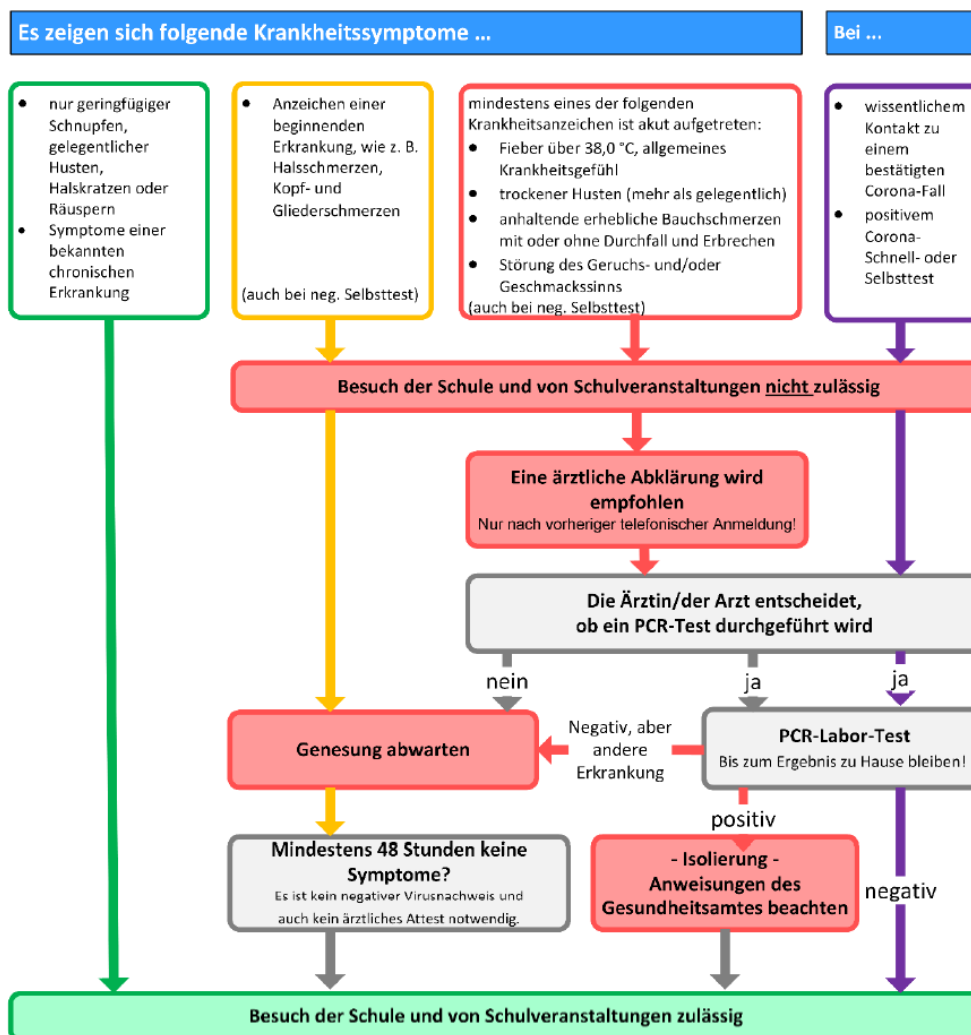 Es zeigen sich folgende Krankheitssymptome ...
Bei ...
• nur geringfügiger
Schnupfen,
gelegentlicher
Husten,
Halskratzen oder
Räuspern
• Symptome einer
bekannten
chronischen
Erkrankung
• Anzeichen einer
beginnenden
Erkrankung, wie z. B.
Halsschmerzen,
Kopf- und
Gliederschmerzen
(auch bei neg. Selbsttest)
mindestens eines der folgenden
Krankheitsanzeichen ist akut aufgetreten:
• Fieber über 38,0 °C, allgemeines
Krankheitsgefühl
• trockener Husten (mehr als gelegentlich)
• anhaltende erhebliche Bauchschmerzen
mit oder ohne Durchfall und Erbrechen
• Störung des Geruchs- und/oder
Geschmackssinns
(auch bei neg. Selbsttest)
• wissentlichem
Kontakt zu
einem
bestätigten
Corona-Fall
• positivem
Corona-
Schnell- oder
Selbsttest
Besuch der Schule und von Schulveranstaltungen nicht zulässig
Eine ärztliche Abklärung wird
empfohlen
Nur nach vorheriger telefonischer Anmeldung!
Die Ärztin/der Arzt entscheidet,
ob ein PCR-Test durchgeführt wird
nein
ja
ja
Genesung abwarten
Negativ, aber
andere
Erkrankung
PCR-Labor-Test
Bis zum Ergebnis zu Hause bleiben!
positiv
Mindestens 48 Stunden keine
Symptome?
Es ist kein negativer Virusnachweis und
auch kein ärztliches Attest notwendig.
- Isolierung -
Anweisungen des
Gesundheitsamtes beachten
negativ
Besuch der Schule und von Schulveranstaltungen zulässig